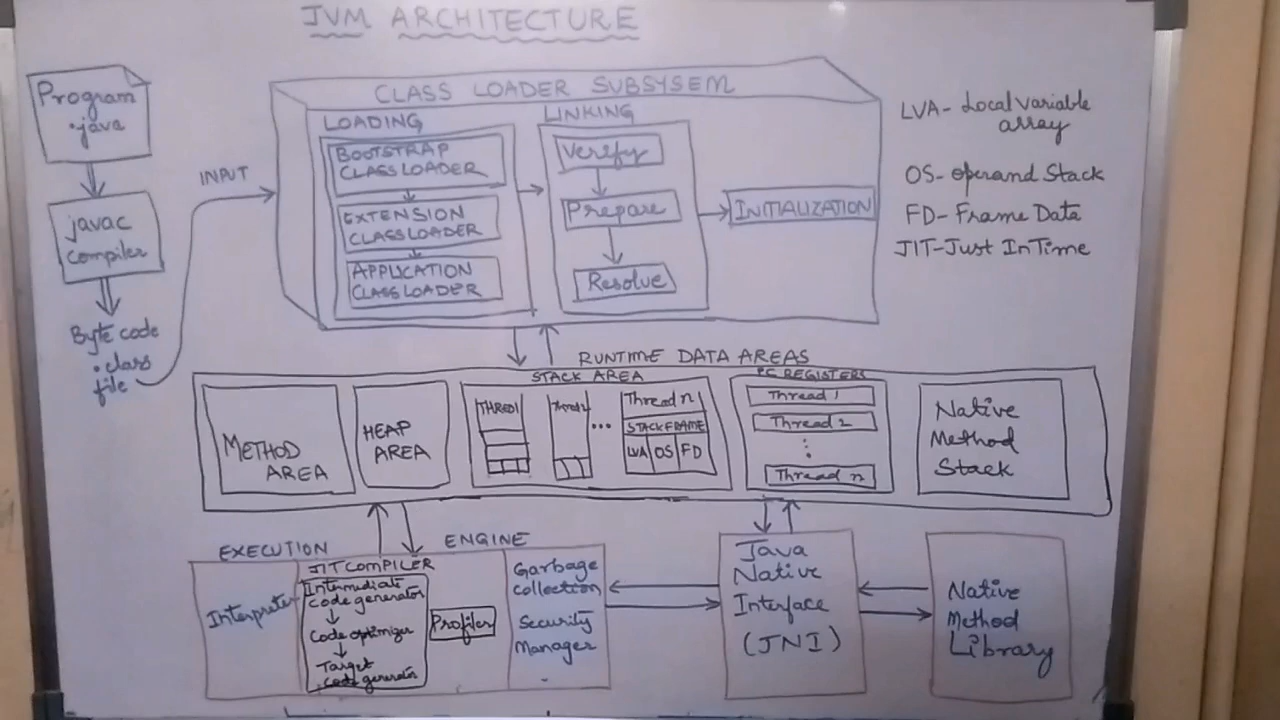 JVM ARCHITECTURE
Program
.java
javac
compiler
Byte code
.class
file
INPUT
CLASS LOADER SUBSYSEM
LOADING
BOOTSTRAP
CLASS LOADER
EXTENSION
CLASSLOADER
APPLICATION
CLASSLOADER
LINKING
Verify
Prepare
Resolve
INITIALIZATION
LVA- Local Variable
array
OS- operand Stack
FD- Frame Data
JIT-Just InTime
RUNTIME DATA AREAS
METHOD
AREA
HEAP
AREA
STACK AREA
THREAD1
Thread2
...
Thread n
STACKFRAME
LVA OS FD
PC REGISTERS
Thread 1
Thread 2
Thread n
Native
Method
Stack
EXECUTION ENGINE
Interpreter
JIT COMPILER
Intermediate
code generator
Code optimizer
Target
code generator
Profiler
Garbage
collection
Security
Manager
Java
Native
Interface
(JNI)
Native
Method
Library